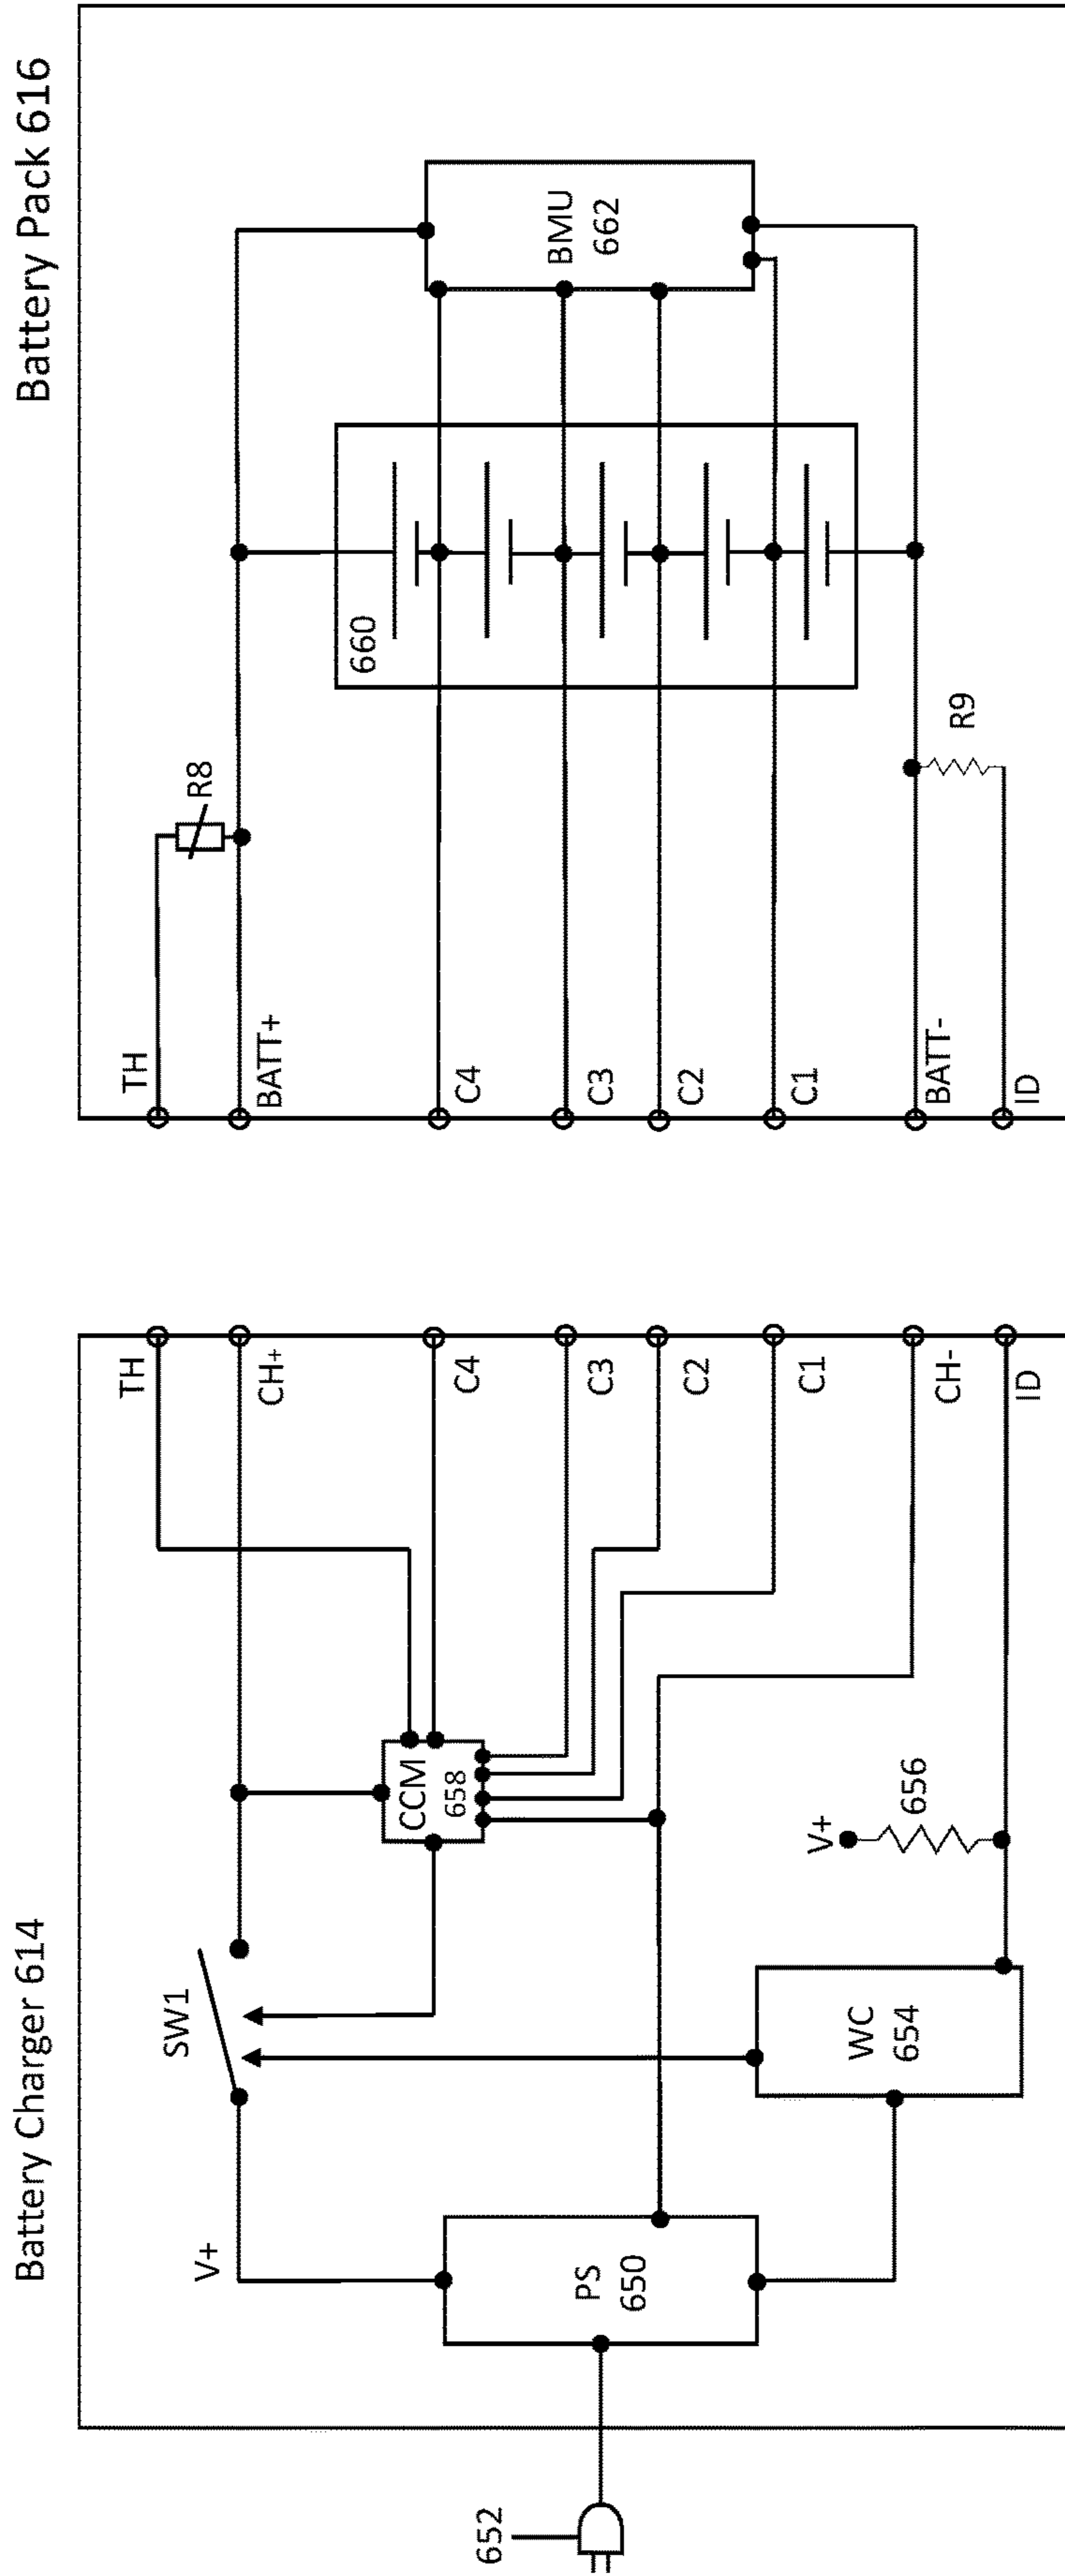 Battery Charger 614
Battery Pack 616
652
V+
PS
650
SW1
WC
654
CCM
658
V+
656
TH
CH+
C4
C3
C2
C1
CH-
ID
TH
BATT+
C4
C3
C2
C1
BATT-
ID
R8
R9
660
BMU
662